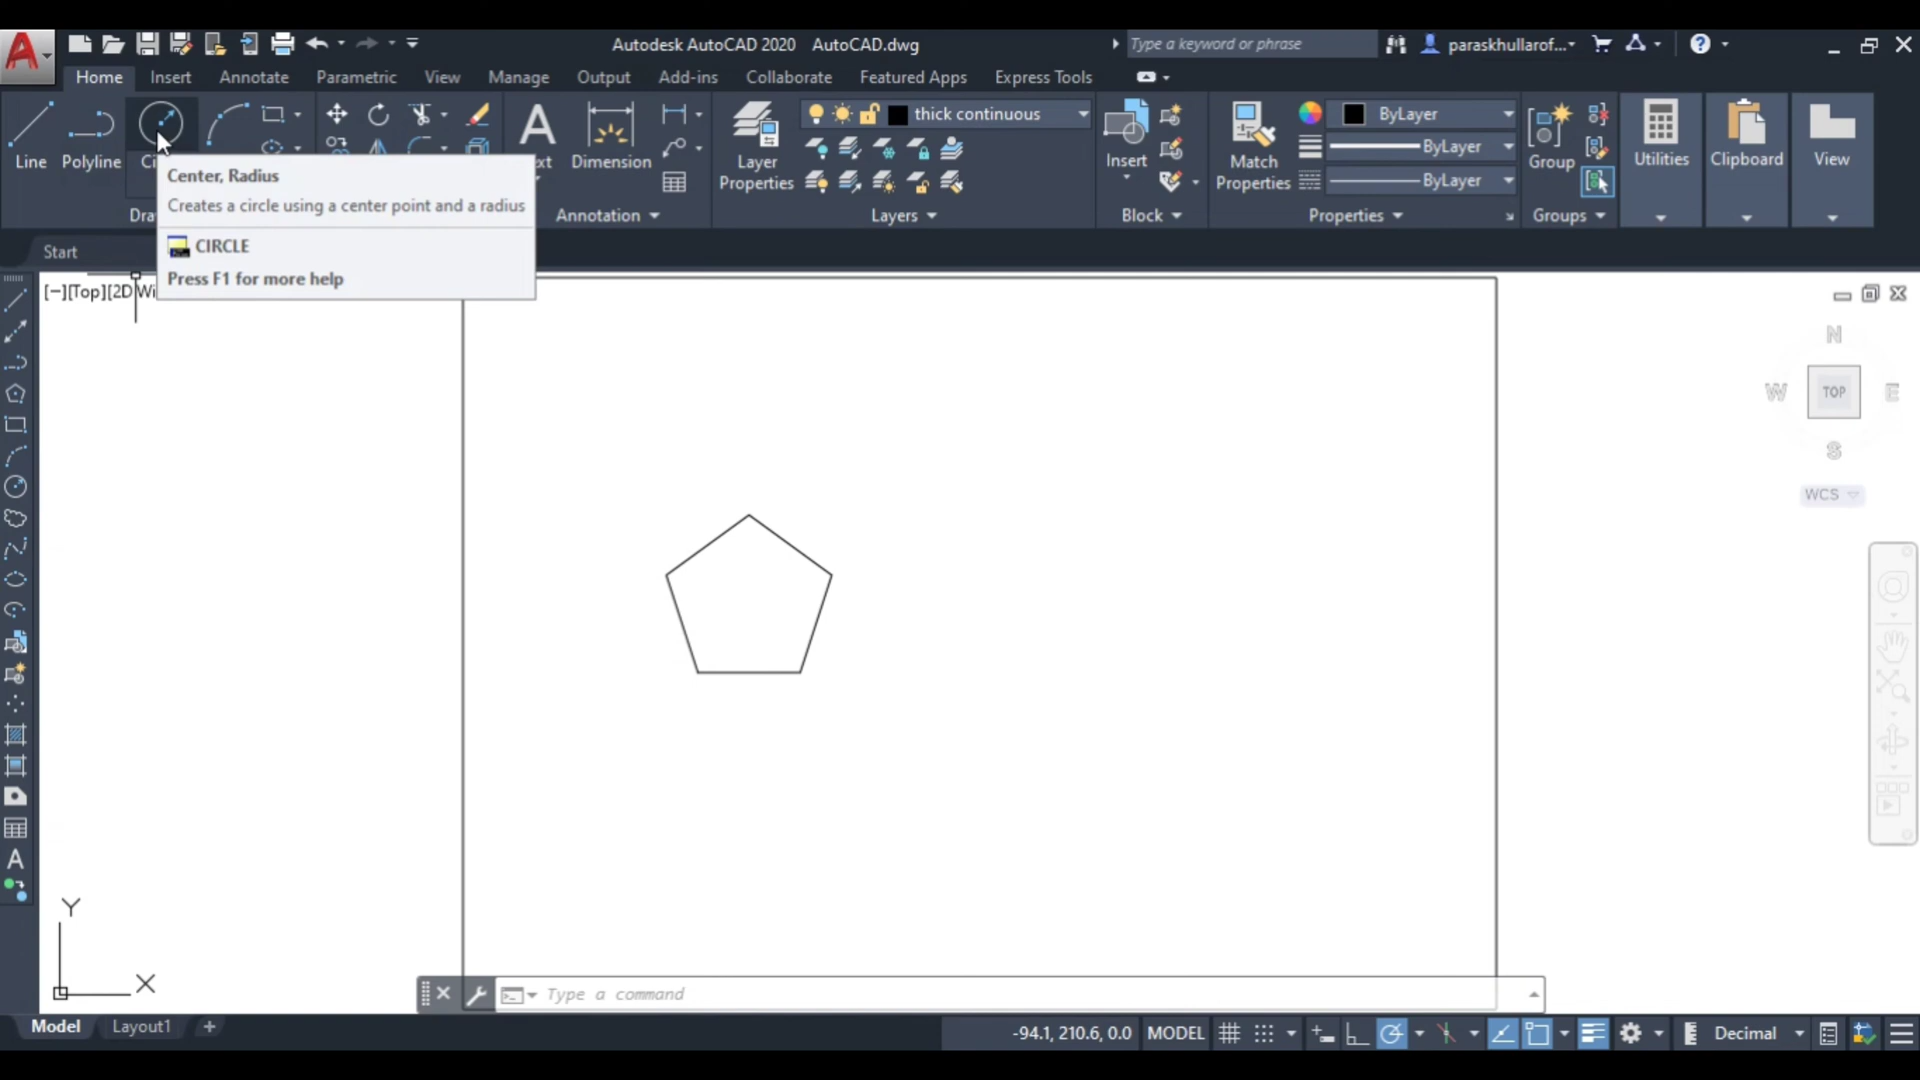 Autodesk AutoCAD 2020 AutoCAD.dwg
Type a keyword or phrase
paraskhullarof...
Home Insert Annotate Parametric View Manage Output Add-ins Collaborate Featured Apps Express Tools
thick continuous
ByLayer
ByLayer
ByLayer
Line Polyline
Dimension
Layer
Properties
Insert
Match
Properties
Group
Utilities
Clipboard
View
Annotation
Layers
Block
Properties
Groups
Center, Radius
Creates a circle using a center point and a radius
CIRCLE
Press F1 for more help
Start
[−][Top][2D Wi
N
W
TOP
E
S
WCS
Y
X
Type a command
Model Layout1 +
-94.1, 210.6, 0.0 MODEL
Decimal